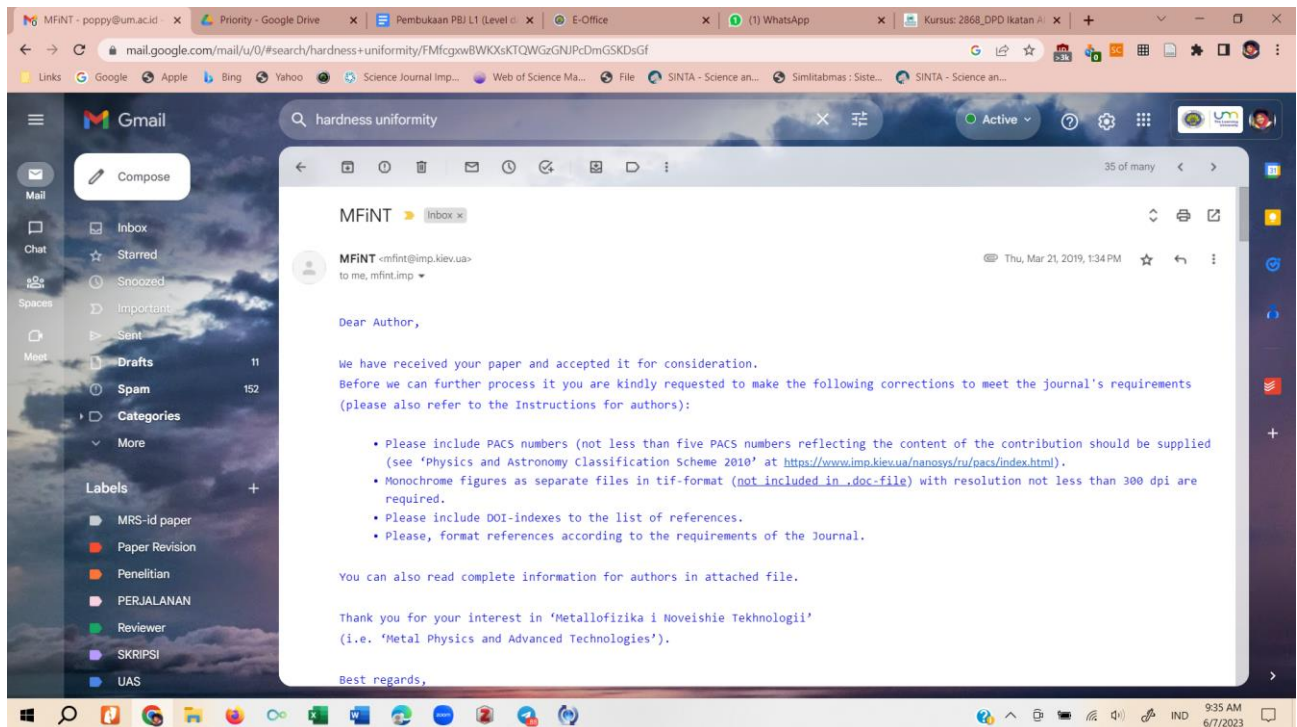 MFiNT - poppy@um.ac.id -
Priority - Google Drive
Pembukaan PBJ L1 (Level d
E-Office
(1) WhatsApp
Kursus: 2868_DPD Ikatan A
mail.google.com/mail/u/0/#search/hardness+uniformity/FMfcgxwBWKXsKTQWGzGNJPcDmGSKDsGf
Links
Google
Apple
Bing
Yahoo
Science Journal Imp...
Web of Science Ma...
File
SINTA - Science an...
Simlitabmas : Siste...
SINTA - Science an...
Gmail
hardness uniformity
Active
Mail
Chat
Spaces
Meet
Compose
Inbox
Starred
Snoozed
Important
Sent
Drafts 11
Spam 152
Categories
More
Labels
MRS-id paper
Paper Revision
Penelitian
PERJALANAN
Reviewer
SKRIPSI
UAS
35 of many
MFiNT
Inbox x
MFiNT <mfint@imp.kiev.ua>
Thu, Mar 21, 2019, 1:34 PM
to me, mfint.imp
Dear Author,
We have received your paper and accepted it for consideration.
Before we can further process it you are kindly requested to make the following corrections to meet the journal's requirements
(please also refer to the Instructions for authors):
• Please include PACS numbers (not less than five PACS numbers reflecting the content of the contribution should be supplied
(see ‘Physics and Astronomy Classification Scheme 2010’ at https://www.imp.kiev.ua/nanosys/ru/pacs/index.html).
• Monochrome figures as separate files in tif-format (not included in .doc-file) with resolution not less than 300 dpi are
required.
• Please include DOI-indexes to the list of references.
• Please, format references according to the requirements of the Journal.
You can also read complete information for authors in attached file.
Thank you for your interest in ‘Metallofizika i Noveishie Tekhnologii’
(i.e. ‘Metal Physics and Advanced Technologies’).
Best regards,
IND
9:35 AM
6/7/2023